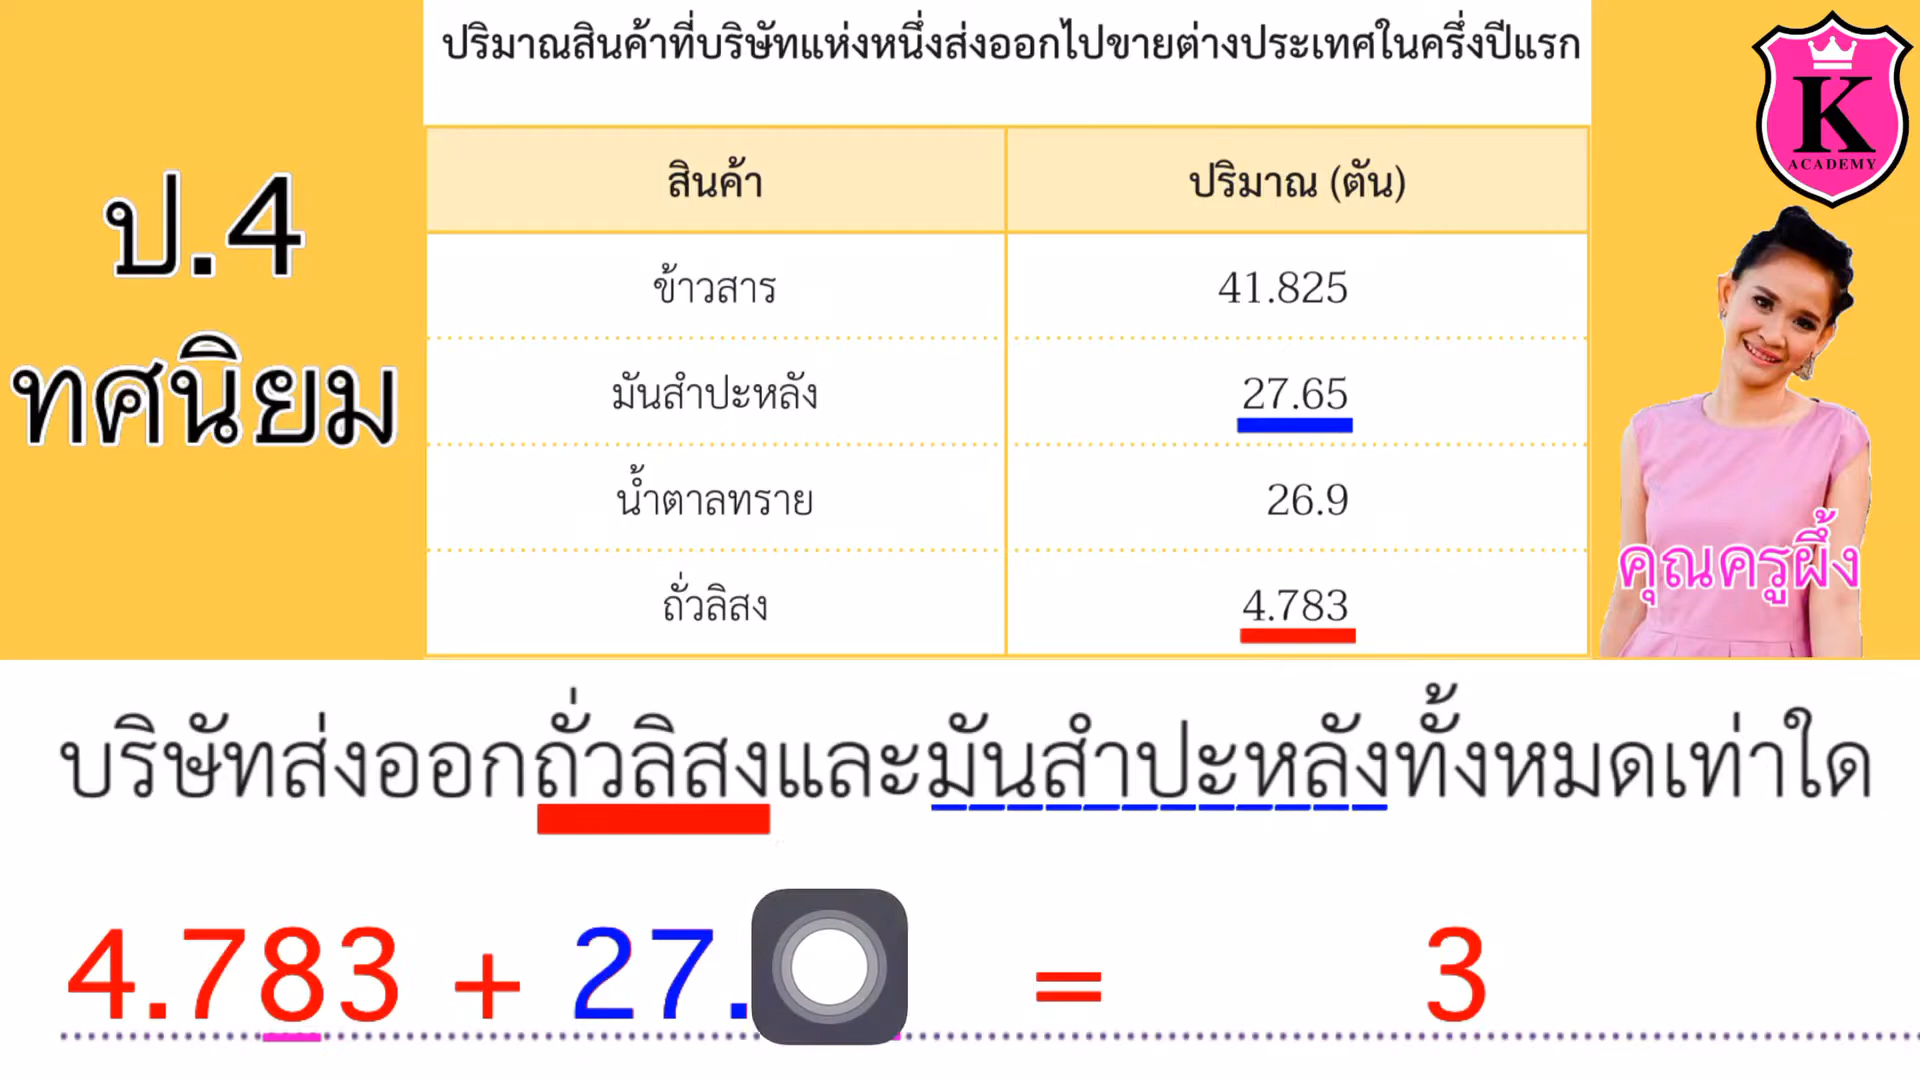 ปริมาณสินค้าที่บริษัทแห่งหนึ่งส่งออกไปขายต่างประเทศในครึ่งปีแรก
K
ACADEMY
ป.4
ทศนิยม
สินค้า ปริมาณ (ตัน)
ข้าวสาร 41.825
มันสำปะหลัง 27.65
น้ำตาลทราย 26.9
ถั่วลิสง 4.783
คุณครูผึ้ง
บริษัทส่งออกถั่วลิสงและมันสำปะหลังทั้งหมดเท่าใด
4.783 + 27. = 3